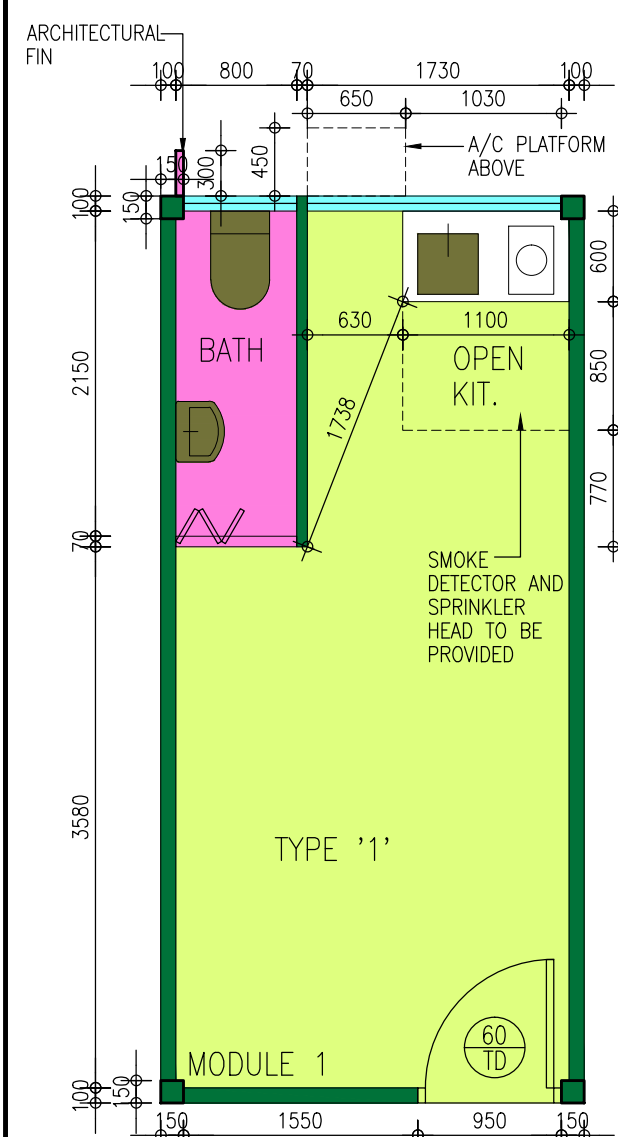 ARCHITECTURAL
FIN
100
800
70
1730
100
650
1030
A/C PLATFORM
ABOVE
150
300
450
100
150
600
BATH
630
1100
OPEN
KIT.
2150
850
1738
770
70
SMOKE
DETECTOR AND
SPRINKLER
HEAD TO BE
PROVIDED
3580
TYPE '1'
60
TD
MODULE 1
100
150
150
1550
950
150